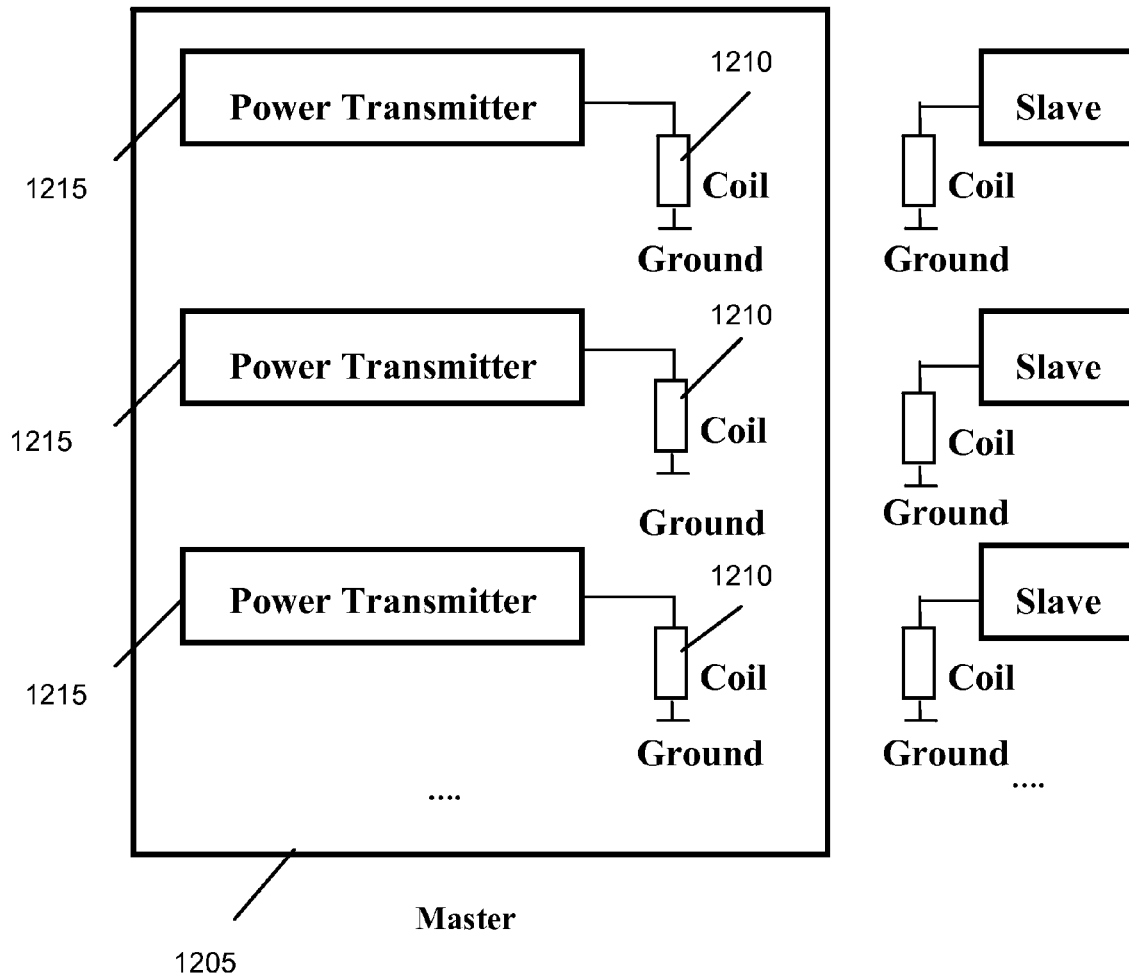 1210
Power Transmitter
Slave
1215
Coil
Coil
Ground
Ground
1210
Power Transmitter
Slave
1215
Coil
Coil
Ground
Ground
1210
Power Transmitter
Slave
1215
Coil
Coil
Ground
Ground
....
....
Master
1205